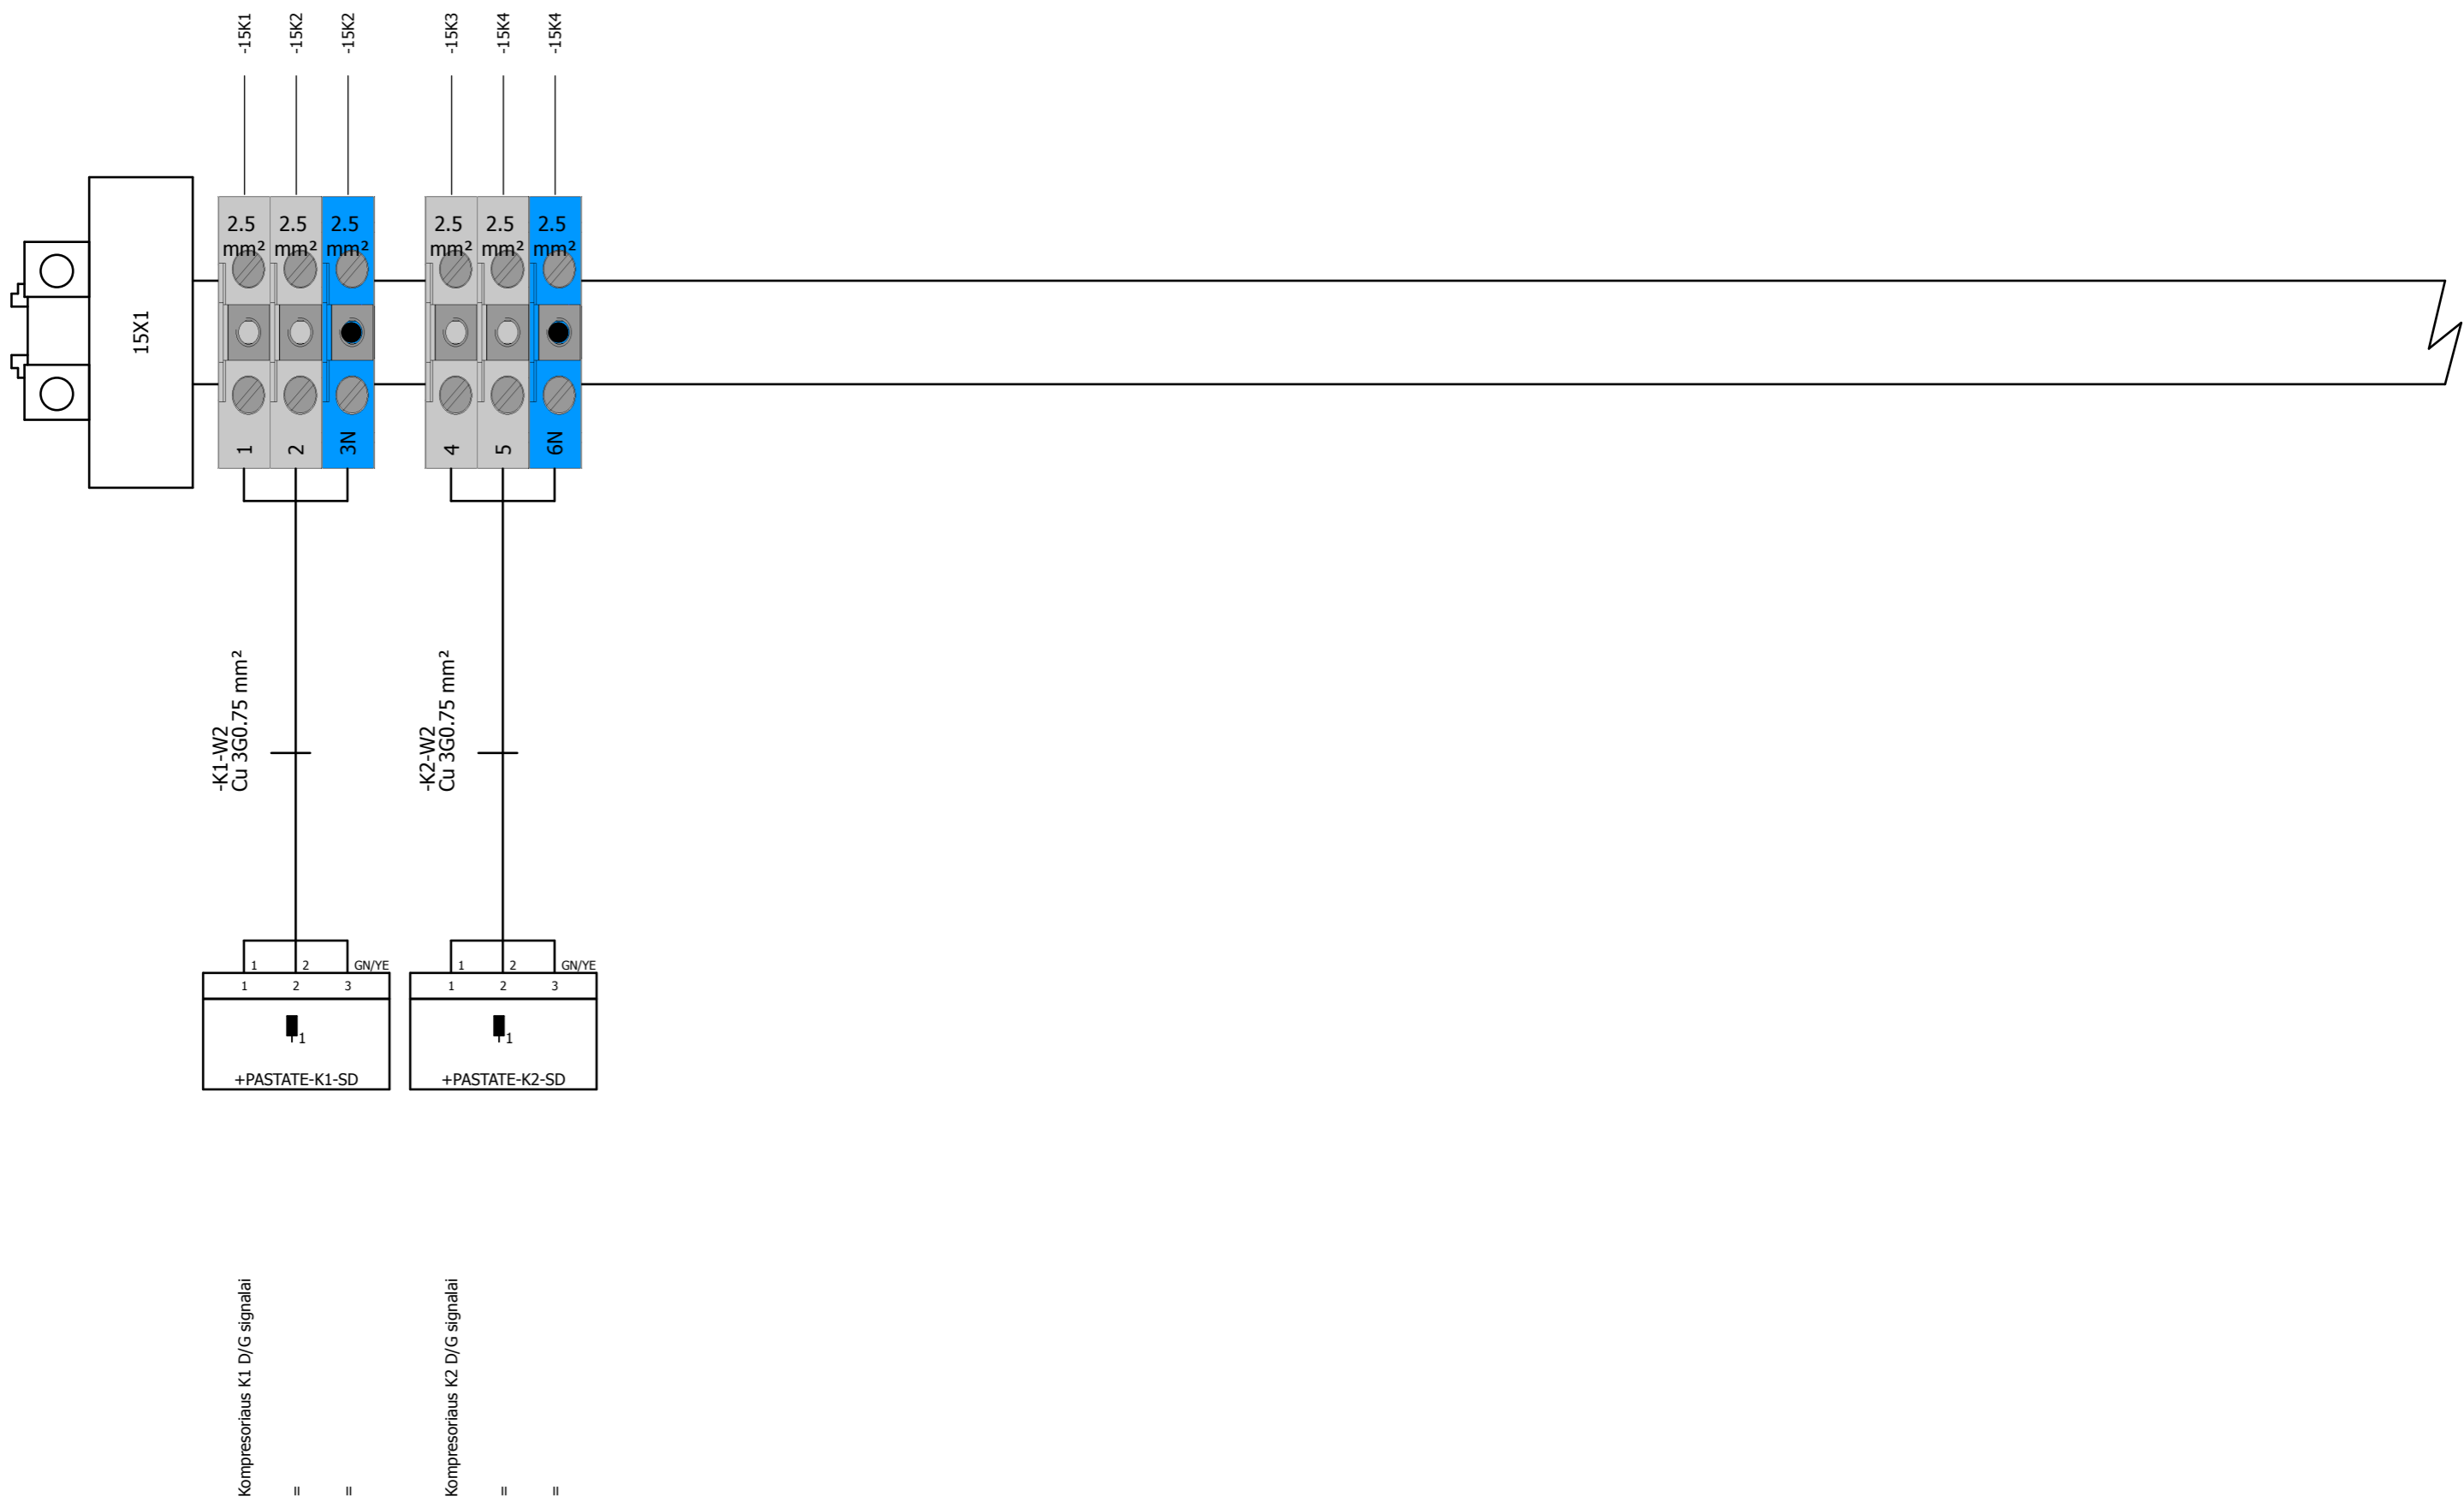 -15K1
-15K2
-15K2
-15K3
-15K4
-15K4
15X1
2.5
mm²
2.5
mm²
2.5
mm²
2.5
mm²
2.5
mm²
2.5
mm²
1
2
3N
4
5
6N
-K1-W2
Cu 3G0.75 mm²
-K2-W2
Cu 3G0.75 mm²
1
2
GN/YE
1
2
3
1
+PASTATE-K1-SD
1
2
GN/YE
1
2
3
1
+PASTATE-K2-SD
Kompresoriaus K1 D/G signalai
=
=
Kompresoriaus K2 D/G signalai
=
=